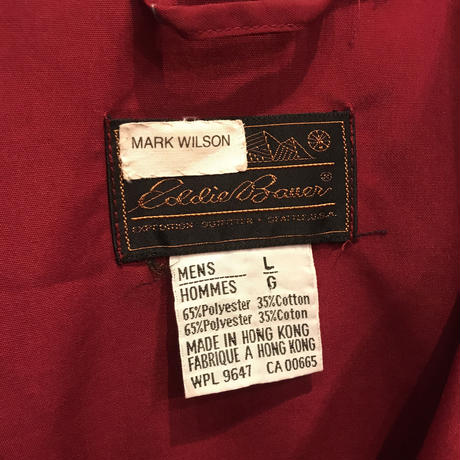 MARK WILSON
Eddie Bauer ®
EXPEDITION OUTFITTER • SEATTLE, U.S.A.
MENS L
HOMMES G
65%Polyester 35%Cotton
65%Polyester 35%Coton
MADE IN HONG KONG
FABRIQUE A HONG KONG
WPL 9647 CA 00665